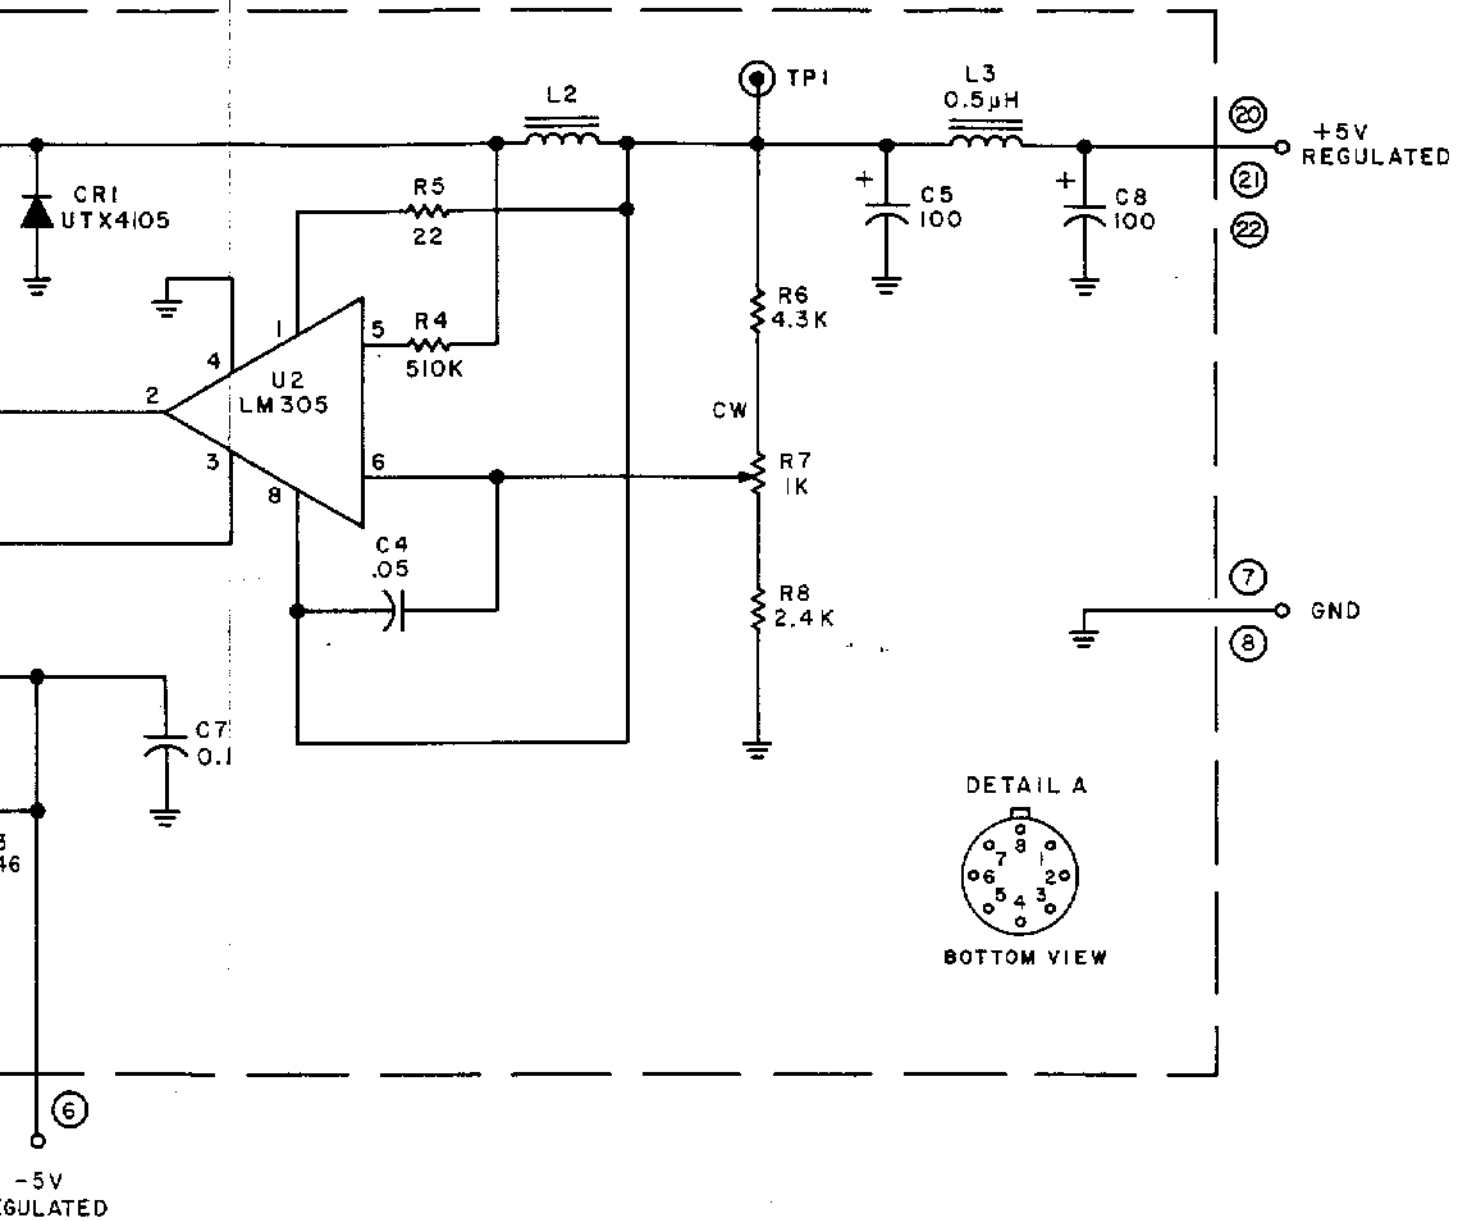 TP1
L3
0.5µH
L2
20
+5V
REGULATED
21
22
CR1
UTX4105
R5
22
+
C5
100
+
C8
100
R6
4.3K
1
5
R4
510K
4
U2
LM305
2
CW
3
6
R7
1K
8
C4
.05
7
GND
8
R8
2.4K
C7
0.1
DETAIL A
8
7
1
6
2
5
4
3
BOTTOM VIEW
46
6
-5V
EGULATED